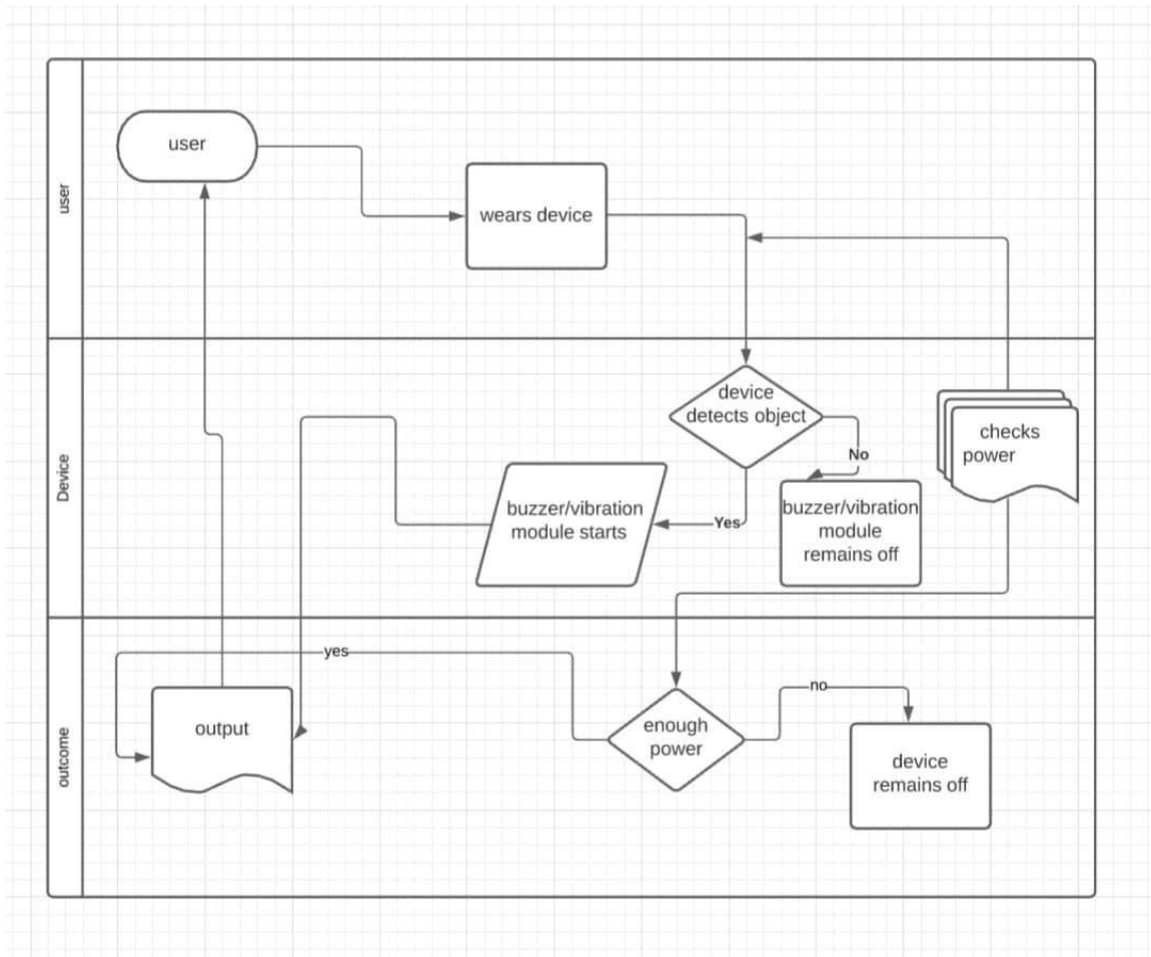 user
user
wears device
Device
device
detects object
No
checks
power
buzzer/vibration
module starts
Yes
buzzer/vibration
module
remains off
outcome
yes
output
enough
power
no
device
remains off